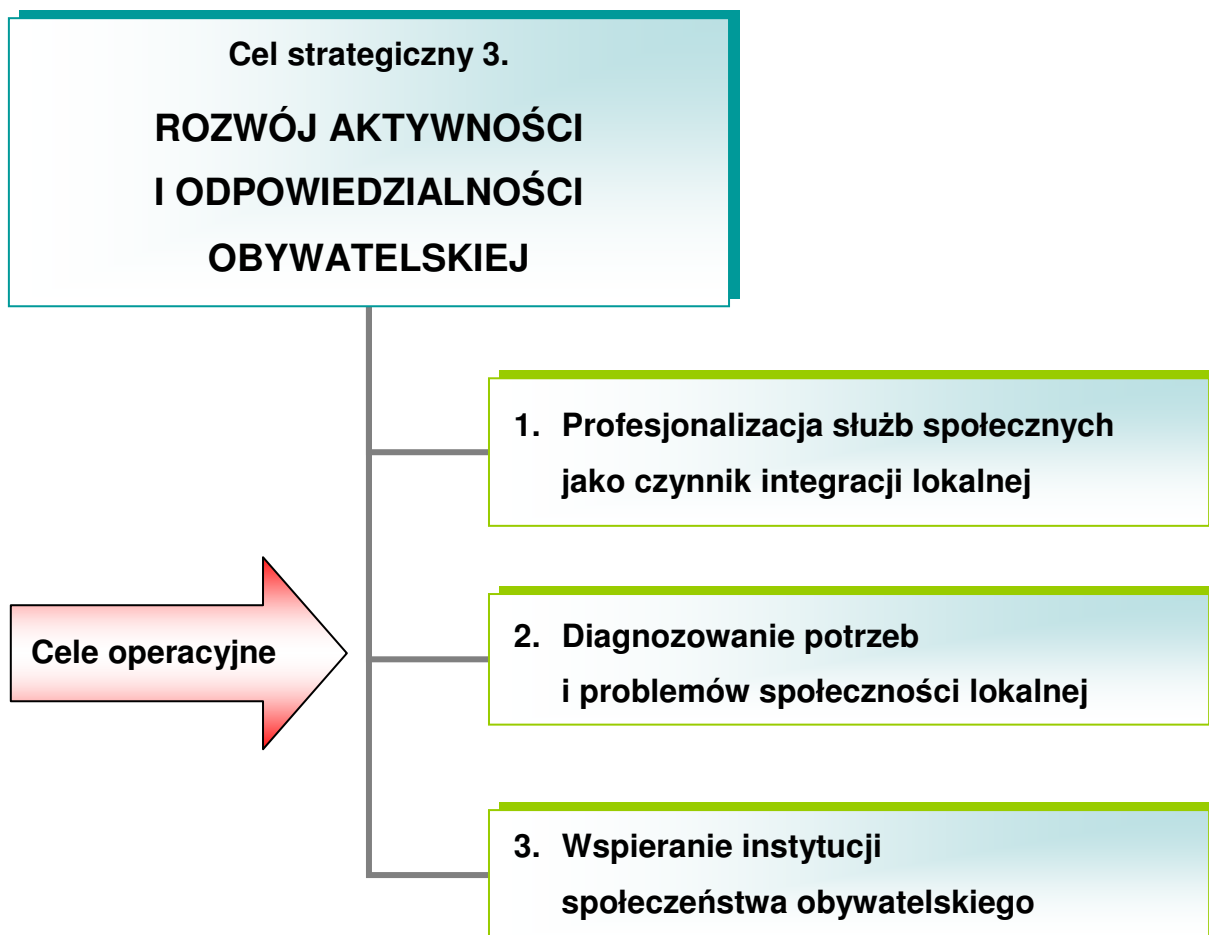 Cel strategiczny 3.
ROZWÓJ AKTYWNOŚCI
I ODPOWIEDZIALNOŚCI
OBYWATELSKIEJ
1. Profesjonalizacja służb społecznych
jako czynnik integracji lokalnej
Cele operacyjne
2. Diagnozowanie potrzeb
i problemów społeczności lokalnej
3. Wspieranie instytucji
społeczeństwa obywatelskiego